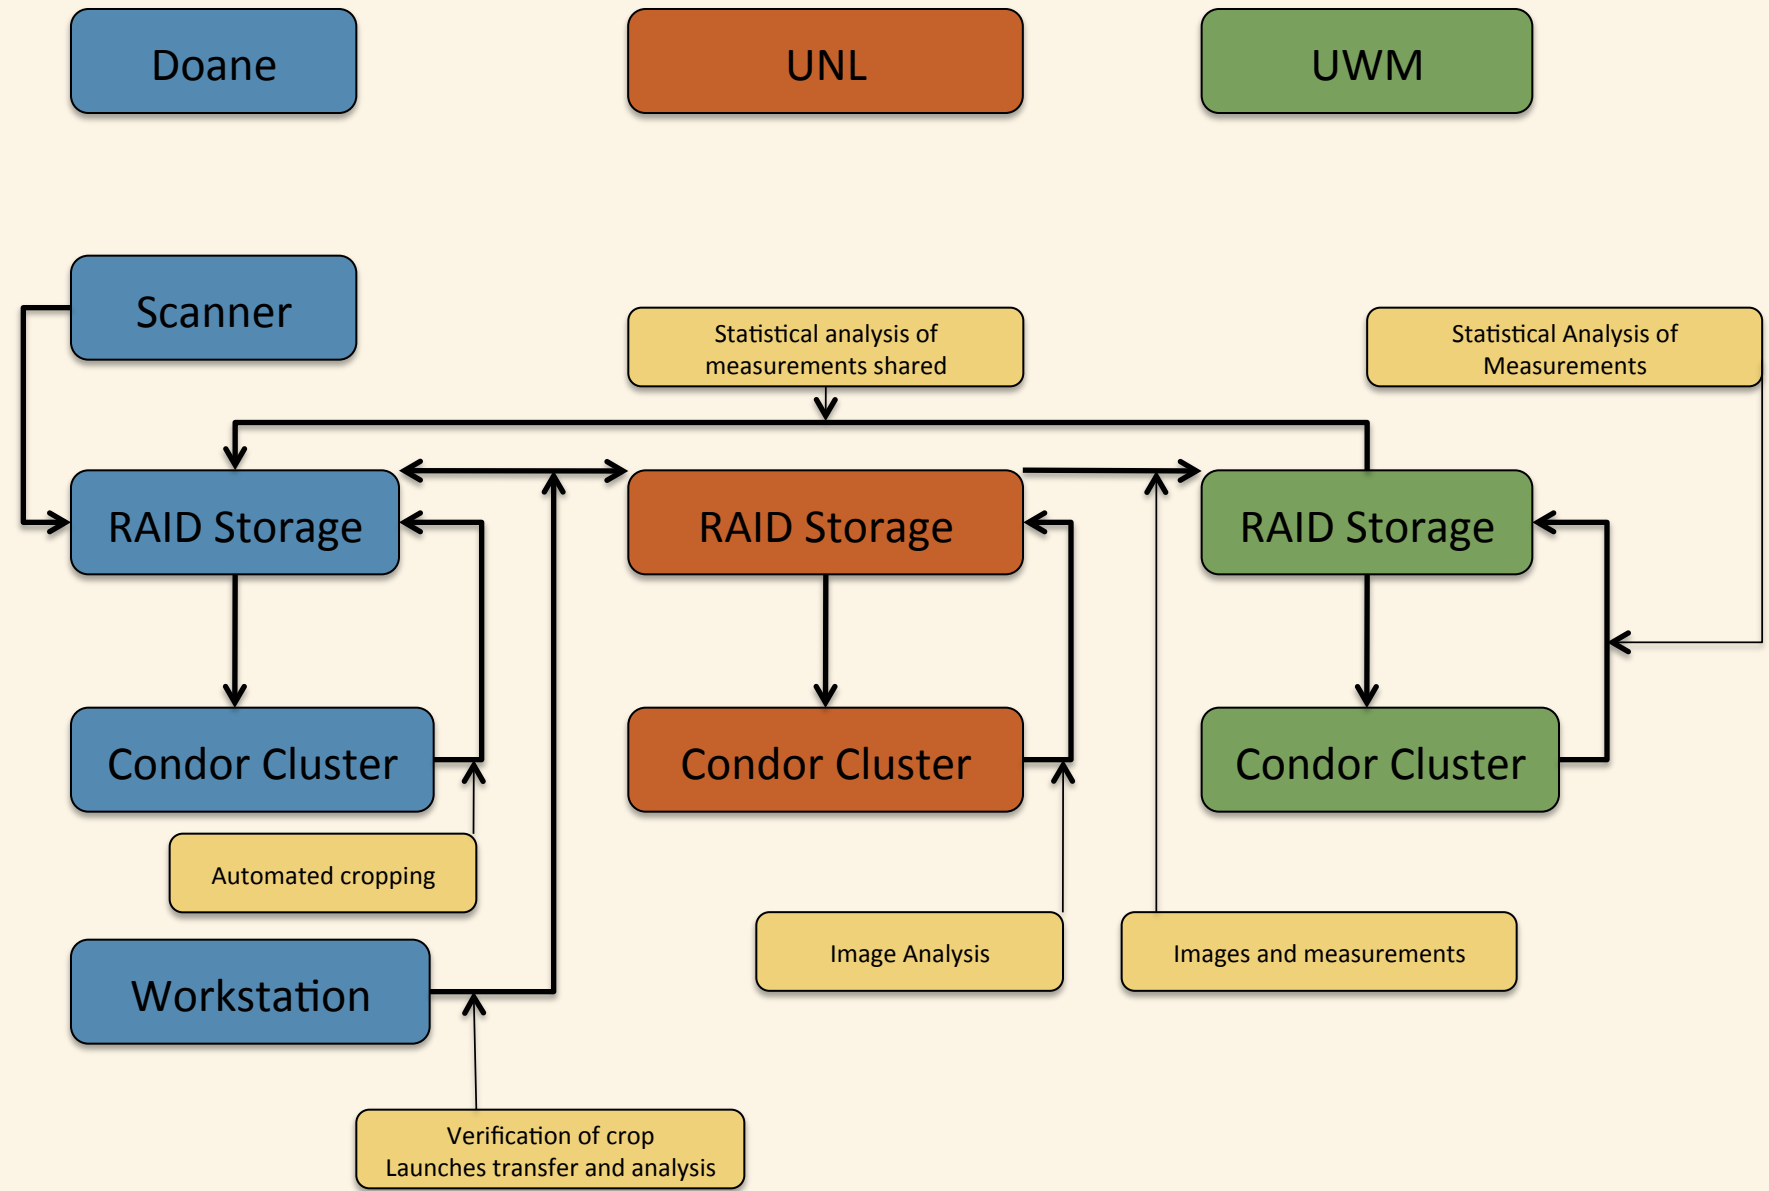 Doane
UNL
UWM
Scanner
Statistical analysis of
measurements shared
Statistical Analysis of
Measurements
RAID Storage
RAID Storage
RAID Storage
Condor Cluster
Condor Cluster
Condor Cluster
Automated cropping
Image Analysis
Images and measurements
Workstation
Verification of crop
Launches transfer and analysis